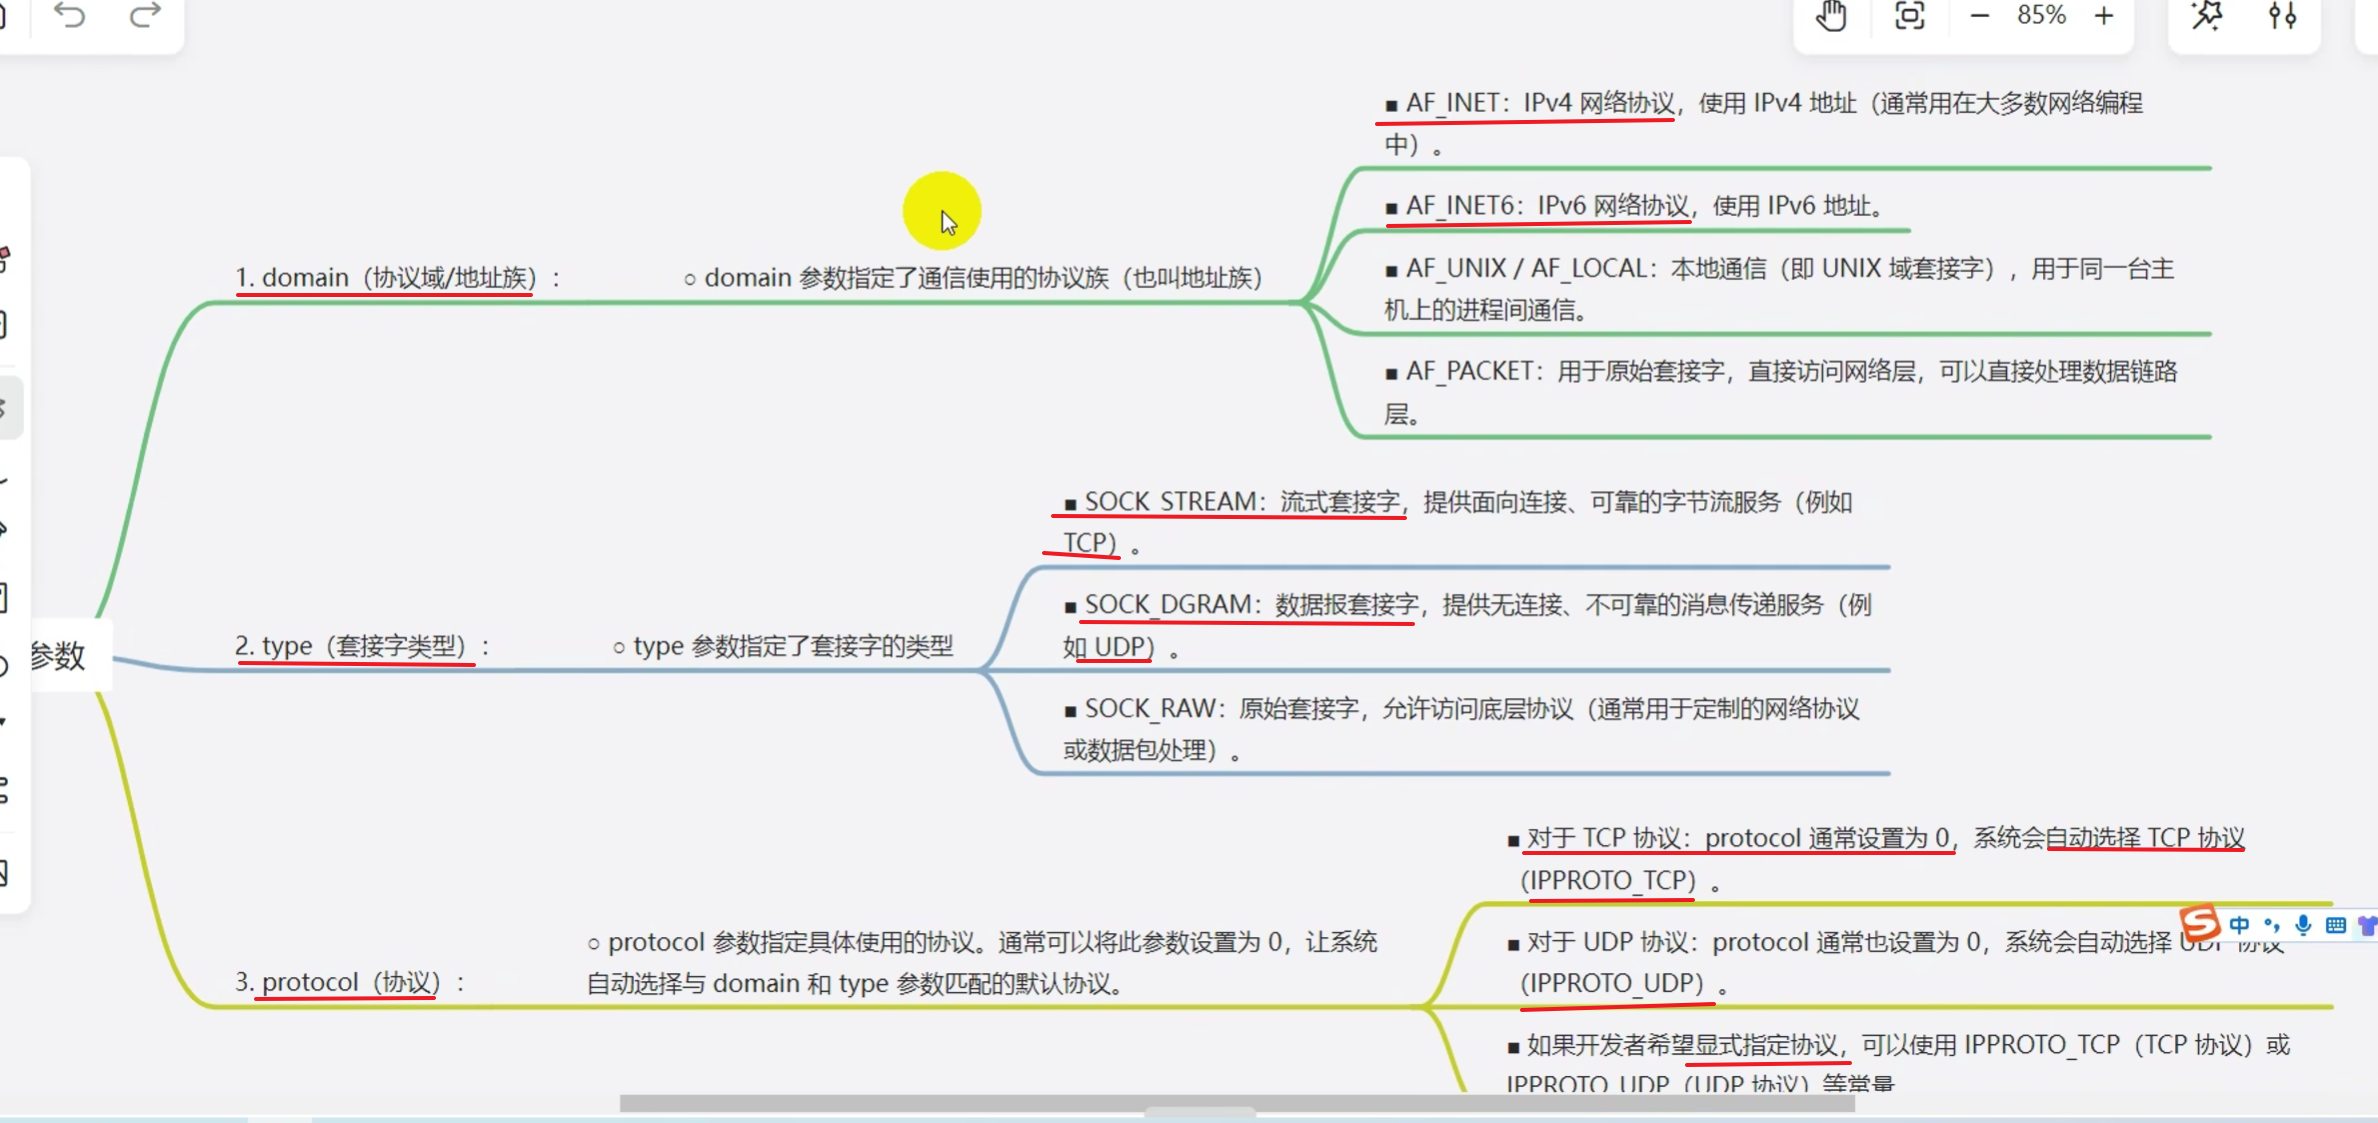 85%
■ AF_INET：IPv4 网络协议，使用 IPv4 地址（通常用在大多数网络编程
中）。
■ AF_INET6：IPv6 网络协议，使用 IPv6 地址。
1. domain（协议域/地址族）：
○ domain 参数指定了通信使用的协议族（也叫地址族）
■ AF_UNIX / AF_LOCAL：本地通信（即 UNIX 域套接字），用于同一台主
机上的进程间通信。
■ AF_PACKET：用于原始套接字，直接访问网络层，可以直接处理数据链路
层。
■ SOCK_STREAM：流式套接字，提供面向连接、可靠的字节流服务（例如
TCP）。
■ SOCK_DGRAM：数据报套接字，提供无连接、不可靠的消息传递服务（例
如 UDP）。
参数
2. type（套接字类型）：
○ type 参数指定了套接字的类型
■ SOCK_RAW：原始套接字，允许访问底层协议（通常用于定制的网络协议
或数据包处理）。
■ 对于 TCP 协议：protocol 通常设置为 0，系统会自动选择 TCP 协议
（IPPROTO_TCP）。
3. protocol（协议）：
○ protocol 参数指定具体使用的协议。通常可以将此参数设置为 0，让系统
自动选择与 domain 和 type 参数匹配的默认协议。
■ 对于 UDP 协议：protocol 通常也设置为 0，系统会自动选择 UDP 协议
（IPPROTO_UDP）。
中
■ 如果开发者希望显式指定协议，可以使用 IPPROTO_TCP（TCP 协议）或
IPPROTO_UDP（UDP 协议）等常量